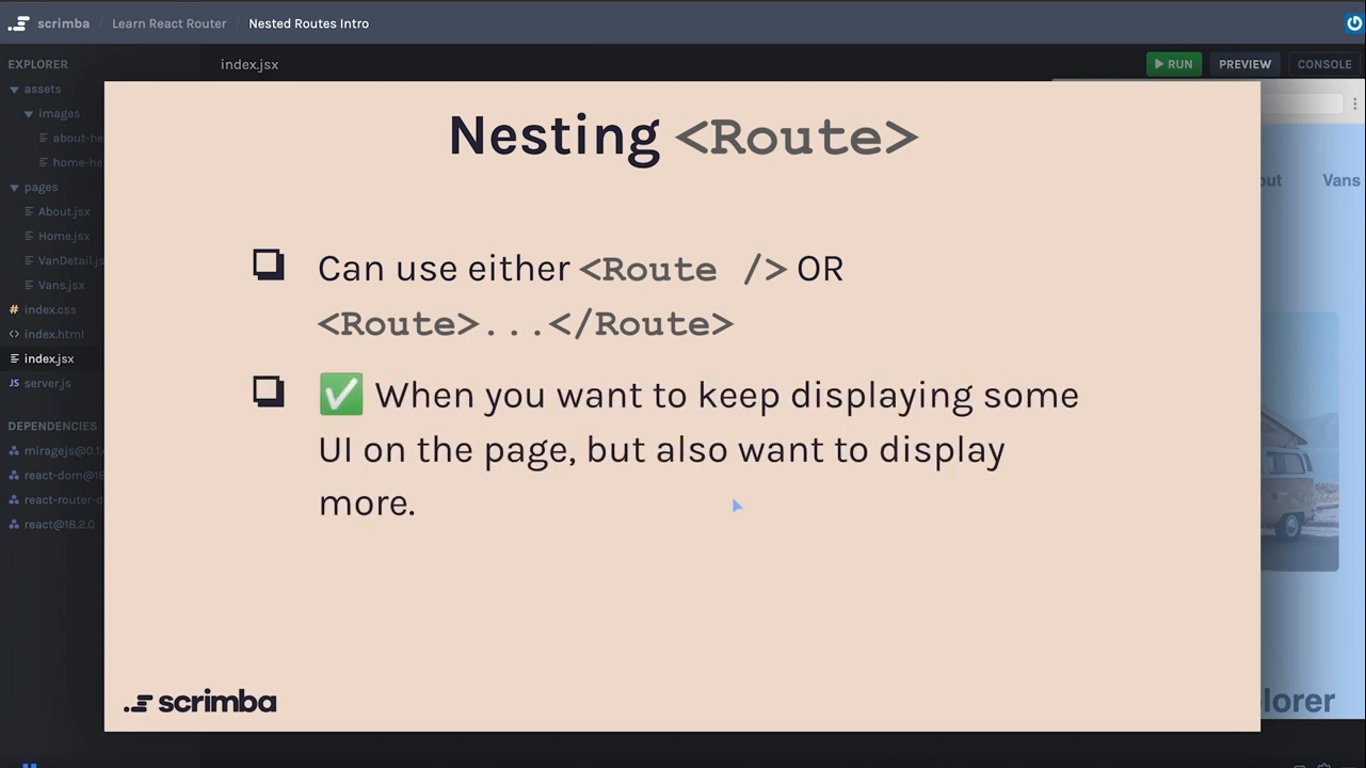 scrimba / Learn React Router / Nested Routes Intro
EXPLORER
index.jsx
RUN
PREVIEW
CONSOLE
assets
images
about-he
home-he
pages
About.jsx
Home.jsx
VanDetail.js
Vans.jsx
index.css
index.html
index.jsx
JS server.js
DEPENDENCIES
miragejs@0.1.
react-dom@18
react-router-d
react@18.2.0
Nesting <Route>
Can use either <Route /> OR
<Route>...</Route>
✅ When you want to keep displaying some
UI on the page, but also want to display
more.
scrimba
out
Vans
plorer